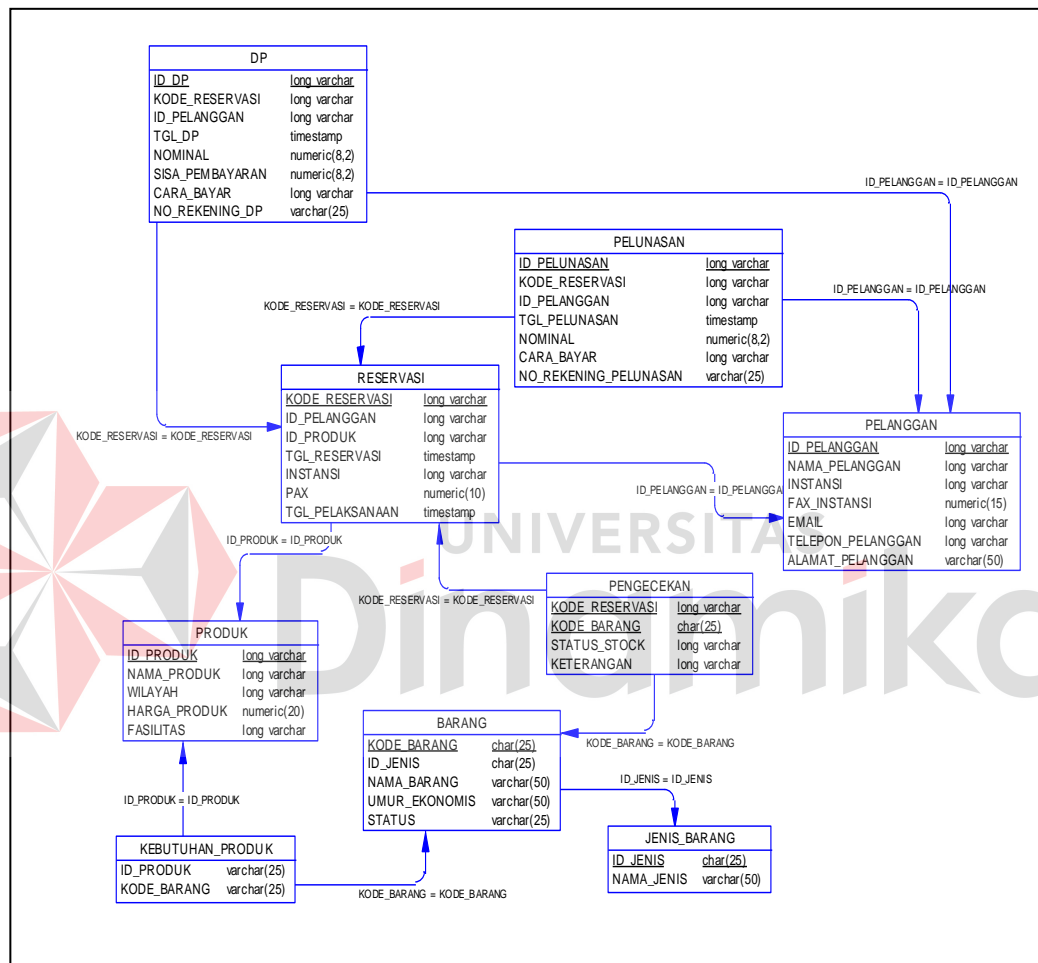 DP
ID_DP long varchar
KODE_RESERVASI long varchar
ID_PELANGGAN long varchar
TGL_DP timestamp
NOMINAL numeric(8,2)
SISA_PEMBAYARAN numeric(8,2)
CARA_BAYAR long varchar
NO_REKENING_DP varchar(25)
ID_PELANGGAN = ID_PELANGGAN
PELUNASAN
ID_PELUNASAN long varchar
KODE_RESERVASI long varchar
ID_PELANGGAN long varchar
TGL_PELUNASAN timestamp
NOMINAL numeric(8,2)
CARA_BAYAR long varchar
NO_REKENING_PELUNASAN varchar(25)
ID_PELANGGAN = ID_PELANGGAN
KODE_RESERVASI = KODE_RESERVASI
RESERVASI
KODE_RESERVASI long varchar
ID_PELANGGAN long varchar
ID_PRODUK long varchar
TGL_RESERVASI timestamp
INSTANSI long varchar
PAX numeric(10)
TGL_PELAKSANAAN timestamp
KODE_RESERVASI = KODE_RESERVASI
PELANGGAN
ID_PELANGGAN long varchar
NAMA_PELANGGAN long varchar
INSTANSI long varchar
FAX_INSTANSI numeric(15)
EMAIL long varchar
TELEPON_PELANGGAN long varchar
ALAMAT_PELANGGAN varchar(50)
ID_PELANGGAN = ID_PELANGGA
UNIVERSITAS
Dinamika
ID_PRODUK = ID_PRODUK
KODE_RESERVASI = KODE_RESERVASI
PENGECEKAN
KODE_RESERVASI long varchar
KODE_BARANG char(25)
STATUS_STOCK long varchar
KETERANGAN long varchar
PRODUK
ID_PRODUK long varchar
NAMA_PRODUK long varchar
WILAYAH long varchar
HARGA_PRODUK numeric(20)
FASILITAS long varchar
BARANG
KODE_BARANG char(25)
ID_JENIS char(25)
NAMA_BARANG varchar(50)
UMUR_EKONOMIS varchar(50)
STATUS varchar(25)
KODE_BARANG = KODE_BARANG
ID_JENIS = ID_JENIS
ID_PRODUK = ID_PRODUK
JENIS_BARANG
ID_JENIS char(25)
NAMA_JENIS varchar(50)
KEBUTUHAN_PRODUK
ID_PRODUK varchar(25)
KODE_BARANG varchar(25)
KODE_BARANG = KODE_BARANG